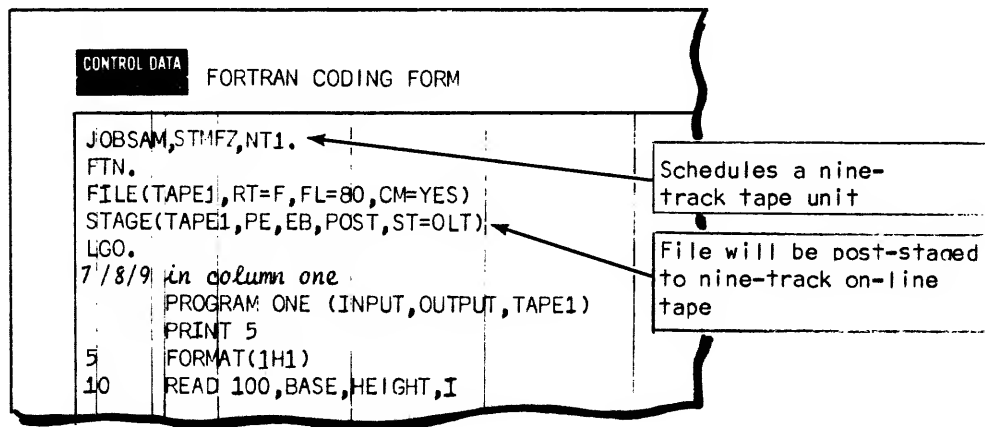 CONTROL DATA
FORTRAN CODING FORM
JOBSAM,STMFZ,NT1.
FTN.
FILE(TAPE1,RT=F,FL=80,CM=YES)
STAGE(TAPE1,PE,EB,POST,ST=OLT)
LGO.
7/8/9 in column one
PROGRAM ONE (INPUT,OUTPUT,TAPE1)
PRINT 5
5 FORMAT(1H1)
10 READ 100,BASE,HEIGHT,I
Schedules a nine-
track tape unit
File will be post-staged
to nine-track on-line
tape